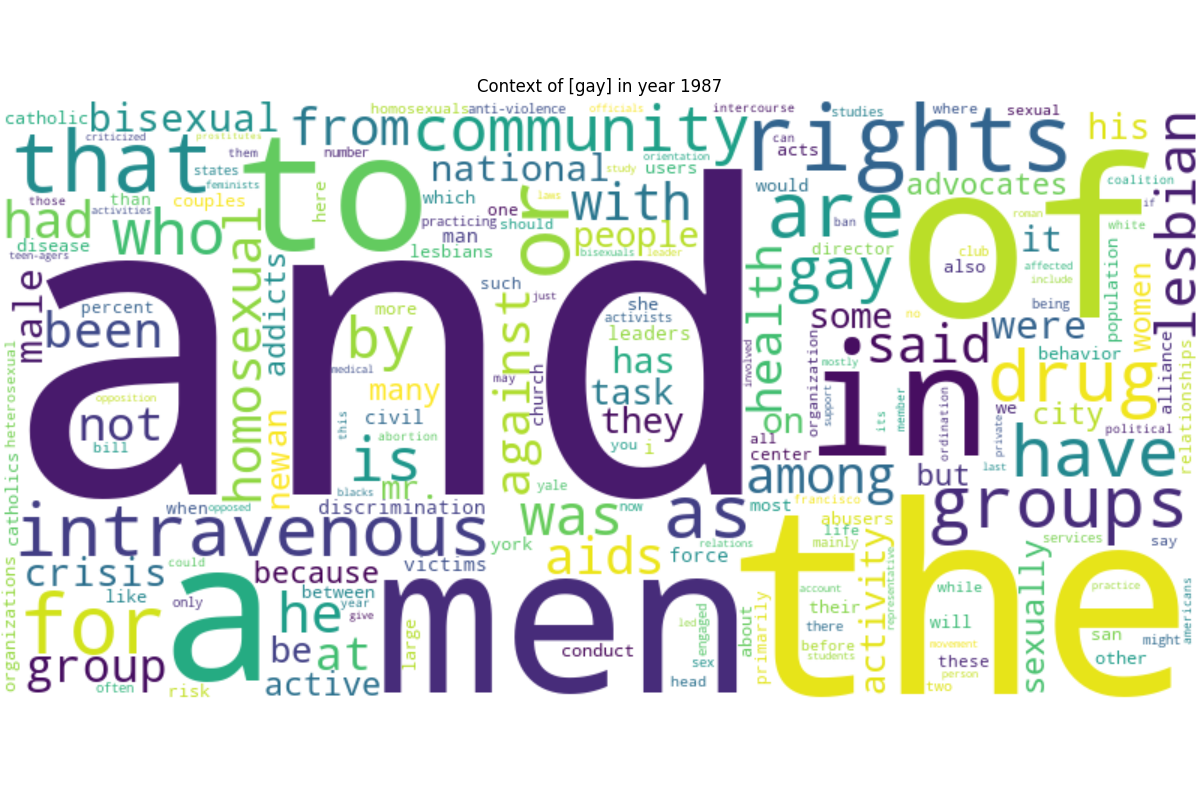 Context of [gay] in year 1987
catholic
bisexual
from
homosexuals
anti-violence
officials
community
intercourse
rights
studies
where
sexual
his
lesbian
criticized
prostitutes
that
to
them
number
national
study
orientation
users
can
acts
states
feminists
those
than
couples
activities
here
which
or
laws
with
would
are
advocates
coalition
if
of
had
who
practicing
one
should
man
people
ban
roman
white
it
disease
teen-agers
homosexual
lesbians
bisexuals
leader
director
club
also
affected
include
population
male
addicts
such
health
gay
being
women
percent
been
more
by
just
she
activists
leaders
some
no
were
said
and
medical
against
has
involved
mostly
in
behavior
alliance
relationships
heterosexual
opposition
not
bill
many
may
church
task
they
organization
support
its
member
ordination
drug
we
private
city
political
newman
this
civil
abortion
you
i
on
all
center
is
mr.
blacks
among
but
last
have
catholics
when
opposed
discrimination
yale
now
most
francisco
groups
intravenous
was
as
abusers
life
mainly
services
say
york
relations
aids
force
crisis
could
because
victims
activity
representative
sexually
like
only
a
between
year
give
he
men
the
account
while
practice
americans
organizations
for
large
led
engaged
about
primarily
their
there
before
students
will
movement
san
might
group
be
at
conduct
sex
head
these
person
two
other
often
risk
active